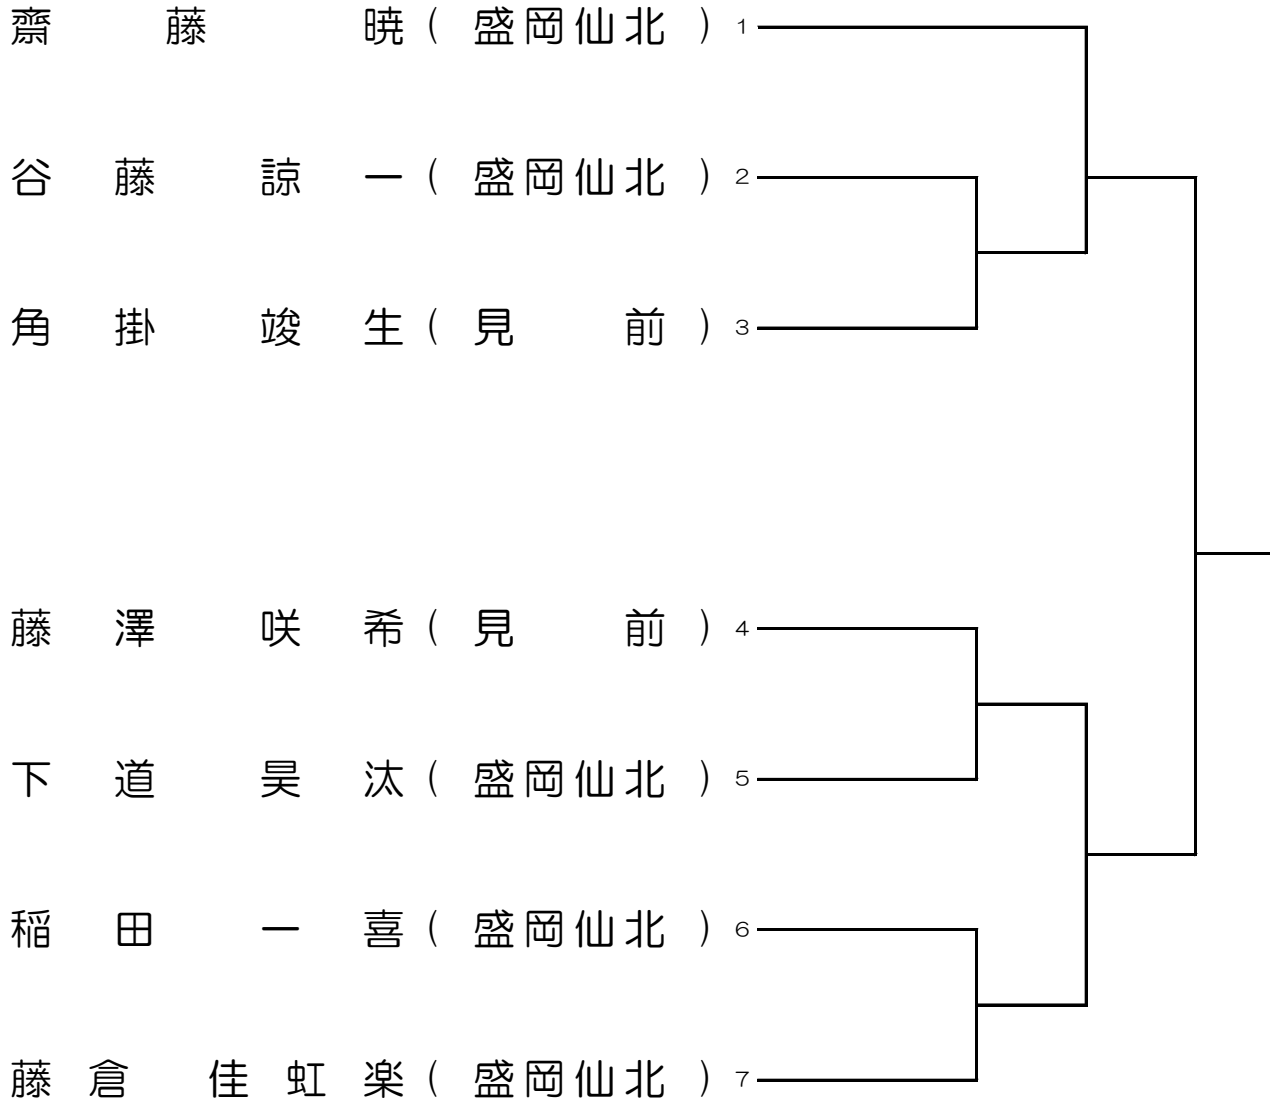 齋藤 暁(盛岡仙北)1
谷藤 諒一(盛岡仙北)2
角掛 竣生(見前)3
藤澤 咲希(見前)4
下道 昊汰(盛岡仙北)5
稲田 一喜(盛岡仙北)6
藤倉 佳虹楽(盛岡仙北)7